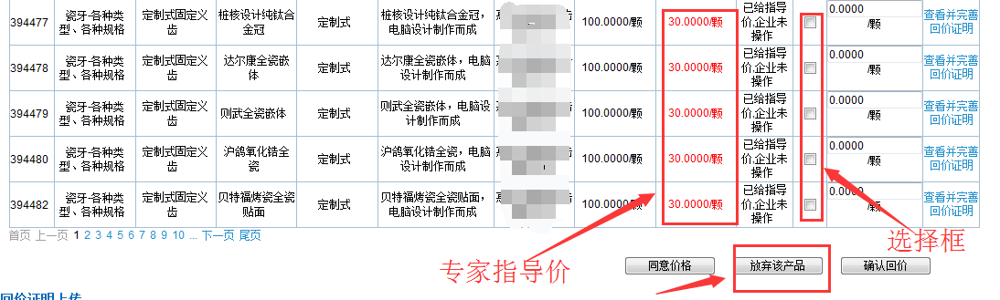 394477 瓷牙-各种类 定制式固定义 桩核设计纯钛合 定制式 桩核设计纯钛合金冠, 100.0000/颗 30.0000/颗 已给指导 0.0000 查看并完善
型、各种规格 齿 金冠 电脑设计制作而成 价,企业未 /颗 回价证明
操作
394478 瓷牙-各种类 定制式固定义 达尔康全瓷嵌 定制式 达尔康全瓷嵌体，电脑 100.0000/颗 30.0000/颗 已给指导 0.0000 查看并完善
型、各种规格 齿 体 设计制作而成 价,企业未 /颗 回价证明
操作
394479 瓷牙-各种类 定制式固定义 则武全瓷嵌体 定制式 则武全瓷嵌体，电脑设 100.0000/颗 30.0000/颗 已给指导 0.0000 查看并完善
型、各种规格 齿 计制作而成 价,企业未 /颗 回价证明
操作
394480 瓷牙-各种类 定制式固定义 沪鸽氧化锆全 定制式 沪鸽氧化锆全瓷，电脑 100.0000/颗 30.0000/颗 已给指导 0.0000 查看并完善
型、各种规格 齿 瓷 设计制作而成 价,企业未 /颗 回价证明
操作
394482 瓷牙-各种类 定制式固定义 贝特福烤瓷全瓷 定制式 贝特福烤瓷全瓷贴面， 100.0000/颗 30.0000/颗 已给指导 0.0000 查看并完善
型、各种规格 齿 贴面 电脑设计制作而成 价,企业未 /颗 回价证明
操作
首页 上一页 1 2 3 4 5 6 7 8 9 10 ... 下一页 尾页
选择框
专家指导价
同意价格 放弃该产品 确认回价
回价证明上传